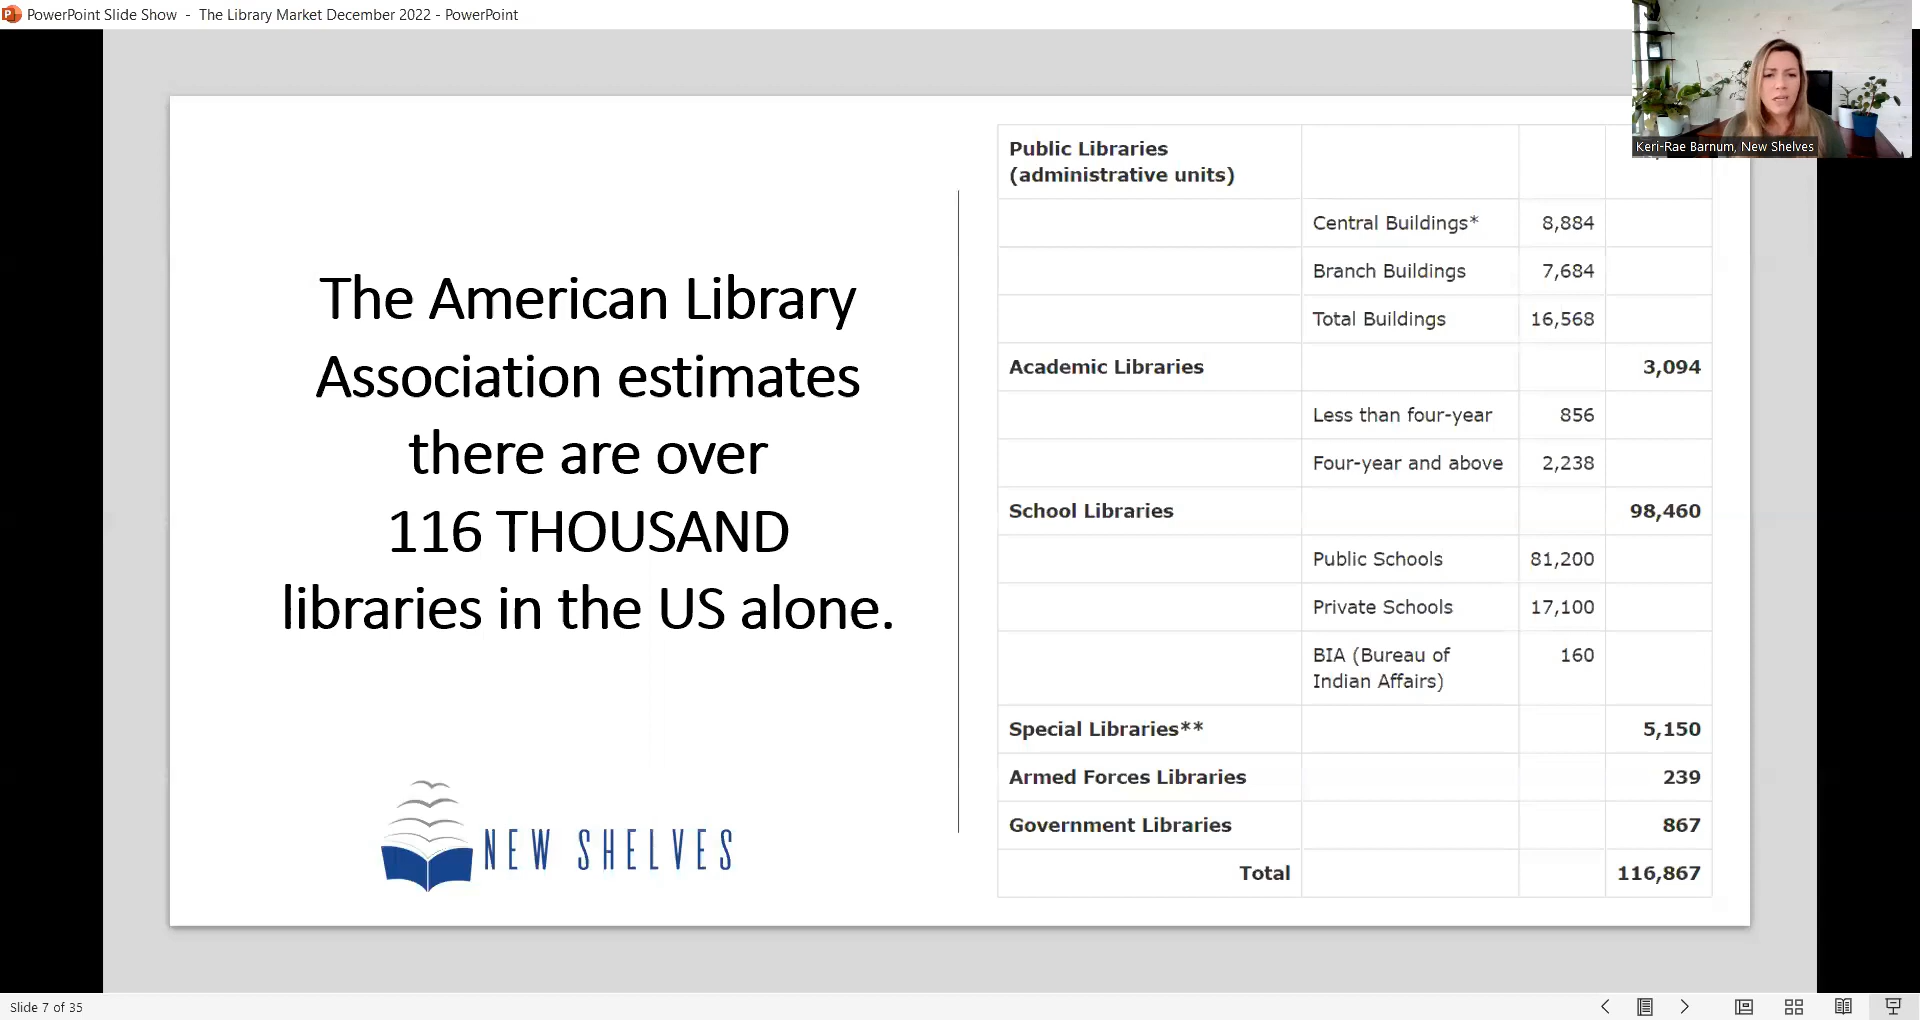 PowerPoint Slide Show - The Library Market December 2022 - PowerPoint
Keri-Rae Barnum, New Shelves
The American Library
Association estimates
there are over
116 THOUSAND
libraries in the US alone.
NEW SHELVES
Public Libraries
(administrative units)
Central Buildings* 8,884
Branch Buildings 7,684
Total Buildings 16,568
Academic Libraries 3,094
Less than four-year 856
Four-year and above 2,238
School Libraries 98,460
Public Schools 81,200
Private Schools 17,100
BIA (Bureau of 160
Indian Affairs)
Special Libraries** 5,150
Armed Forces Libraries 239
Government Libraries 867
Total 116,867
Slide 7 of 35